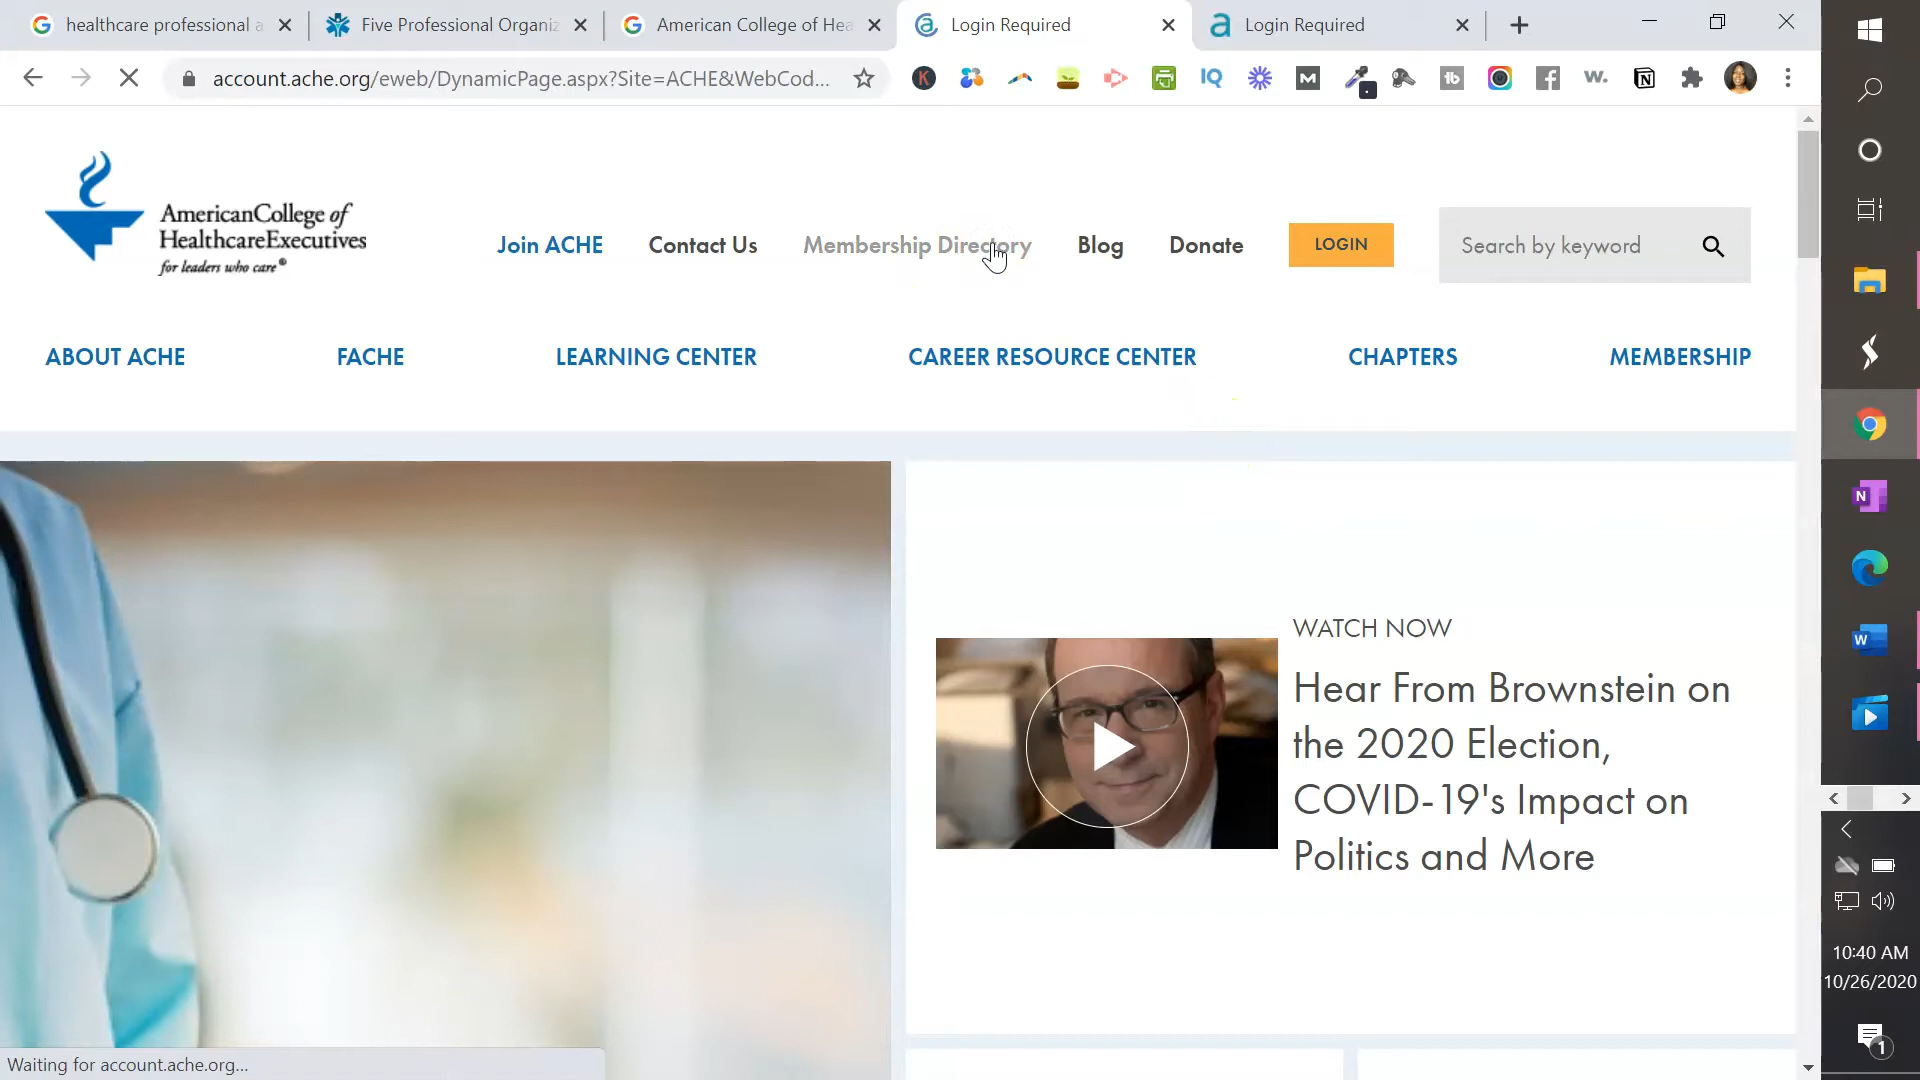 healthcare professional a
Five Professional Organiz
American College of Hea
Login Required
Login Required
account.ache.org/eweb/DynamicPage.aspx?Site=ACHE&WebCod...
AmericanCollege of
HealthcareExecutives
for leaders who care®
Join ACHE
Contact Us
Membership Directory
Blog
Donate
LOGIN
Search by keyword
ABOUT ACHE
FACHE
LEARNING CENTER
CAREER RESOURCE CENTER
CHAPTERS
MEMBERSHIP
WATCH NOW
Hear From Brownstein on
the 2020 Election,
COVID-19's Impact on
Politics and More
Waiting for account.ache.org...
10:40 AM
10/26/2020
1